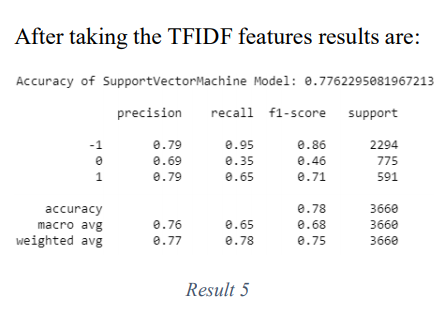 After taking the TFIDF features results are:
Accuracy of SupportVectorMachine Model: 0.7762295081967213
precision recall f1-score support
-1 0.79 0.95 0.86 2294
0 0.69 0.35 0.46 775
1 0.79 0.65 0.71 591
accuracy 0.78 3660
macro avg 0.76 0.65 0.68 3660
weighted avg 0.77 0.78 0.75 3660
Result 5